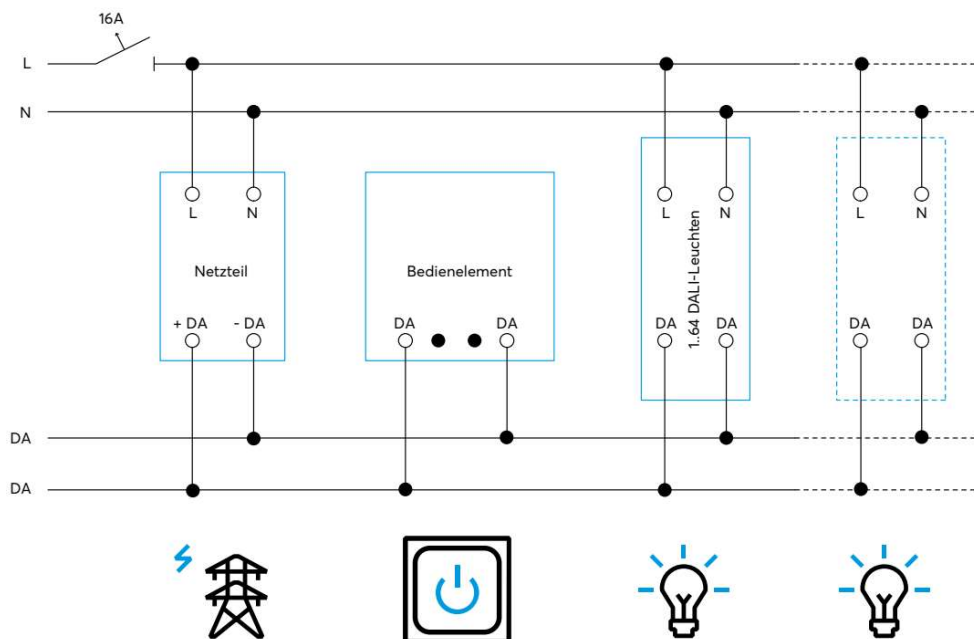 16A
L
N
L N L N L N
Netzteil Bedienelement 1..64 DALI-Leuchten
+ DA - DA DA DA DA DA DA DA
DA
DA